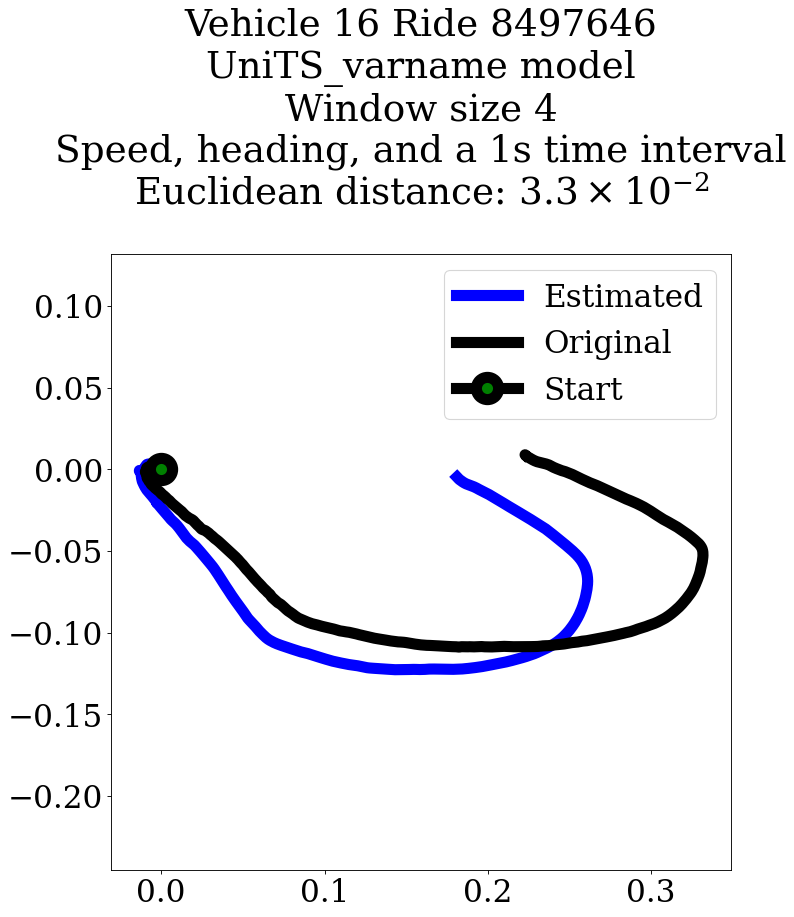 Vehicle 16 Ride 8497646
UniTS_varname model
Window size 4
Speed, heading, and a 1s time interval
Euclidean distance: 3.3 × 10⁻²
Estimated
Original
Start
0.10
0.05
0.00
−0.05
−0.10
−0.15
−0.20
0.0 0.1 0.2 0.3